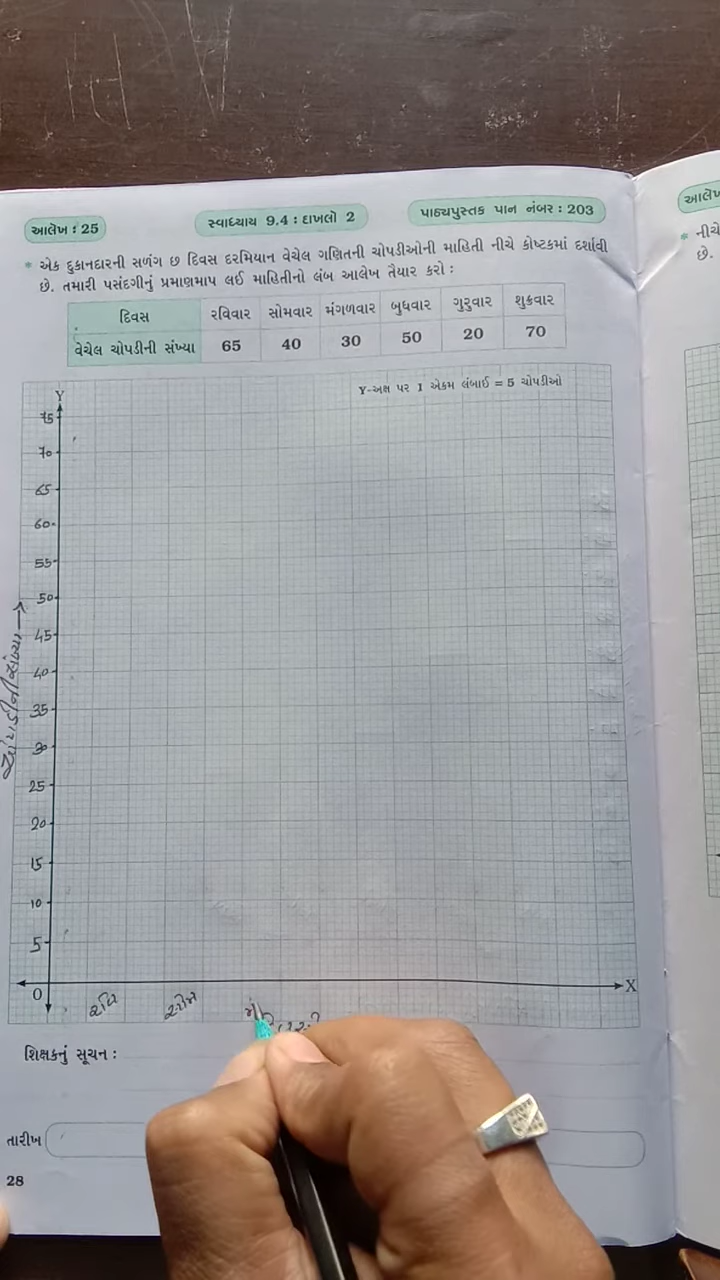 આલેખ : 25
સ્વાધ્યાય 9.4 : દાખલો 2
પાઠ્યપુસ્તક પાન નંબર : 203
* એક દુકાનદારની સળંગ છ દિવસ દરમિયાન વેચેલ ગણિતની ચોપડીઓની માહિતી નીચે કોષ્ટકમાં દર્શાવી
છે. તમારી પસંદગીનું પ્રમાણમાપ લઈ માહિતીનો લંબ આલેખ તૈયાર કરો :
દિવસ રવિવાર સોમવાર મંગળવાર બુધવાર ગુરુવાર શુક્રવાર
વેચેલ ચોપડીની સંખ્યા 65 40 30 50 20 70
Y-અક્ષ પર 1 એકમ લંબાઈ = 5 ચોપડીઓ
Y
75
70
65
60
55
50
45
40
35
30
25
20
15
10
5
0
X
ચોપડીની સંખ્યા →
રવિ સોમ
શિક્ષકનું સૂચન :
તારીખ
28
આલેખ
* નીચે
છે.